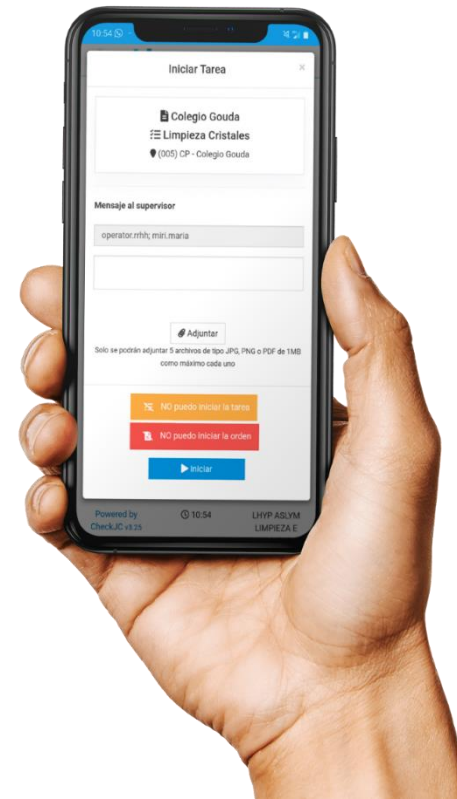 10:54
Iniciar Tarea ×
Colegio Gouda
Limpieza Cristales
(005) CP - Colegio Gouda
Mensaje al supervisor
operator.rrhh; miri.maria
Adjuntar
Solo se podrán adjuntar 5 archivos de tipo JPG, PNG o PDF de 1MB
como máximo cada uno
NO puedo iniciar la tarea
NO puedo iniciar la orden
Iniciar
Powered by 10:54 LHYP ASLYM
CheckJC v3.25 LIMPIEZA E